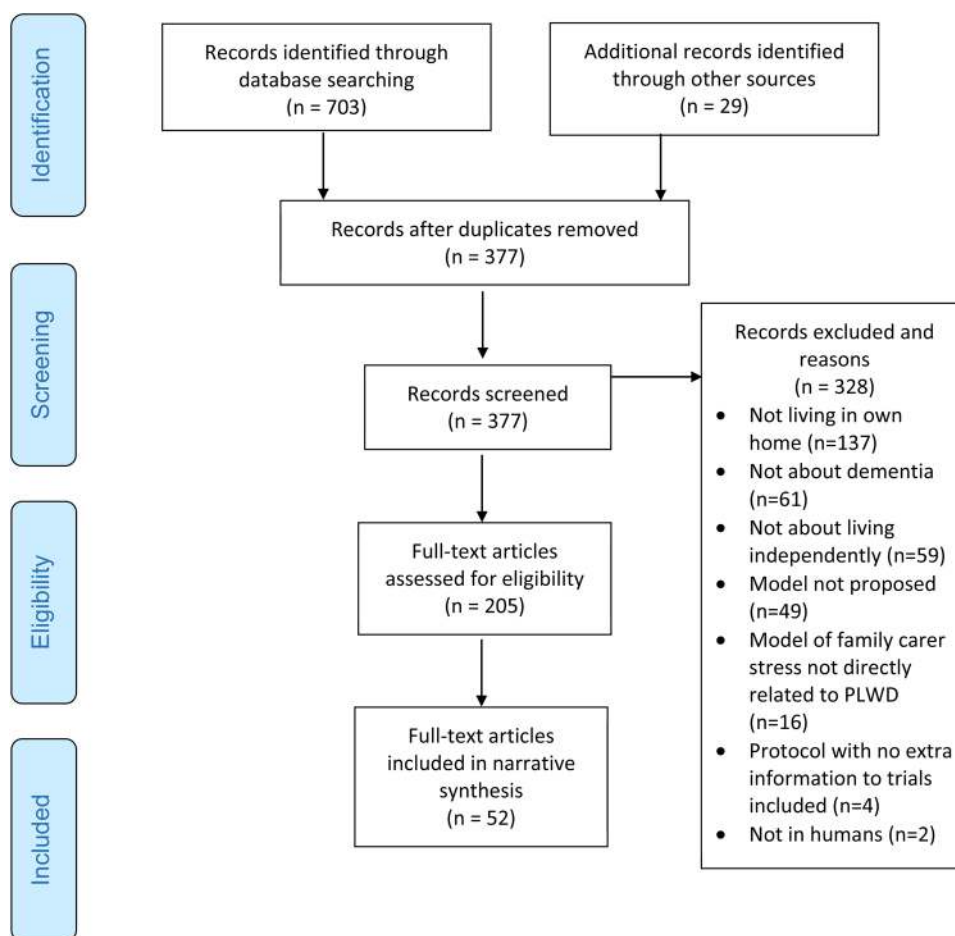 Identification
Records identified through
database searching
(n = 703)
Additional records identified
through other sources
(n = 29)
Records after duplicates removed
(n = 377)
Screening
Records screened
(n = 377)
Records excluded and
reasons
(n = 328)
• Not living in own
home (n=137)
• Not about dementia
(n=61)
• Not about living
independently (n=59)
• Model not proposed
(n=49)
• Model of family carer
stress not directly
related to PLWD
(n=16)
• Protocol with no extra
information to trials
included (n=4)
• Not in humans (n=2)
Eligibility
Full-text articles
assessed for eligibility
(n = 205)
Included
Full-text articles
included in narrative
synthesis
(n = 52)